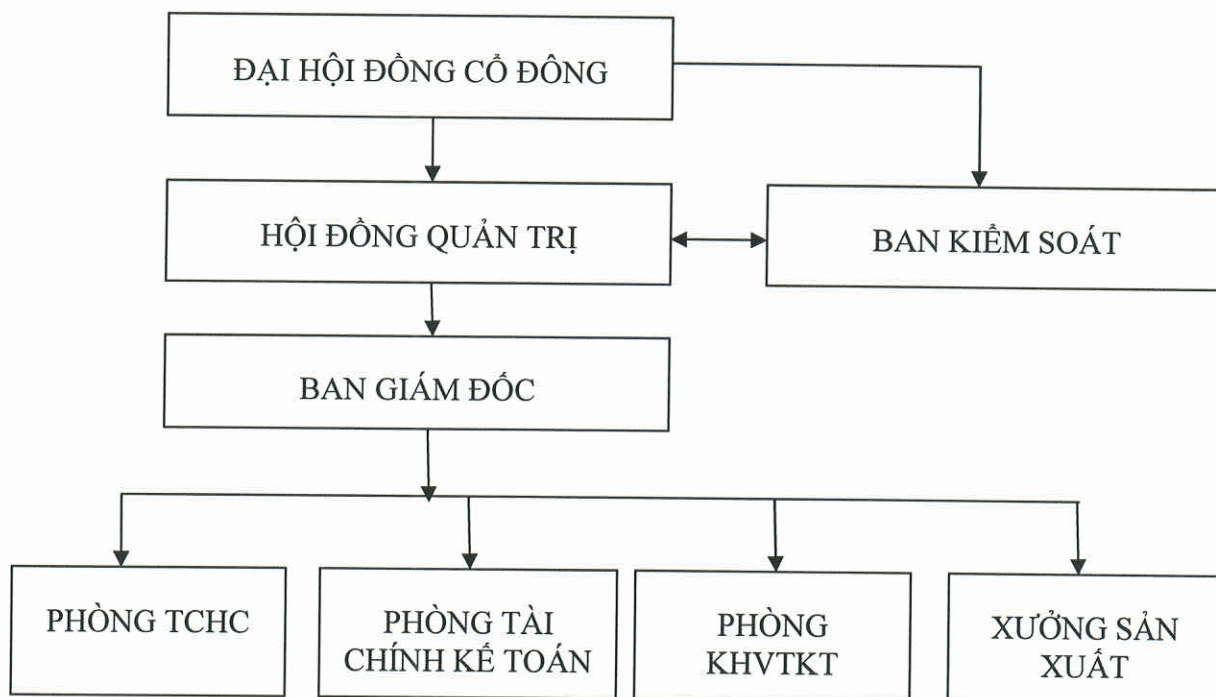 ĐẠI HỘI ĐỒNG CỔ ĐÔNG
HỘI ĐỒNG QUẢN TRỊ
BAN KIỂM SOÁT
BAN GIÁM ĐỐC
PHÒNG TCHC
PHÒNG TÀI
CHÍNH KẾ TOÁN
PHÒNG
KHVTKT
XƯỞNG SẢN
XUẤT